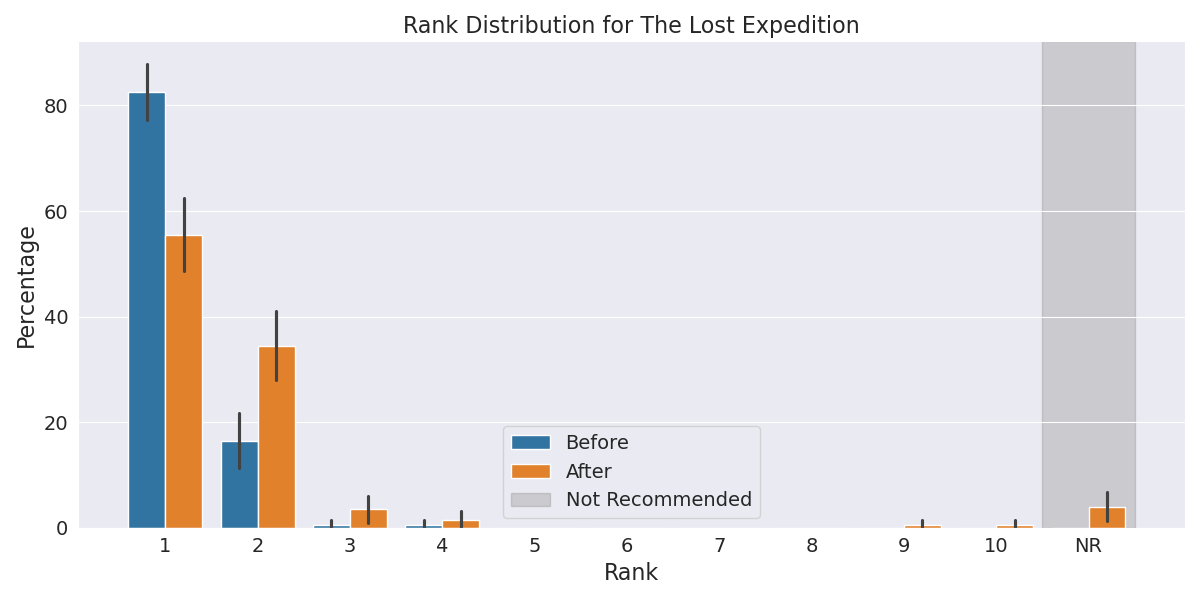 Rank Distribution for The Lost Expedition
Percentage
80
60
40
20
0
Before
After
Not Recommended
1 2 3 4 5 6 7 8 9 10 NR
Rank